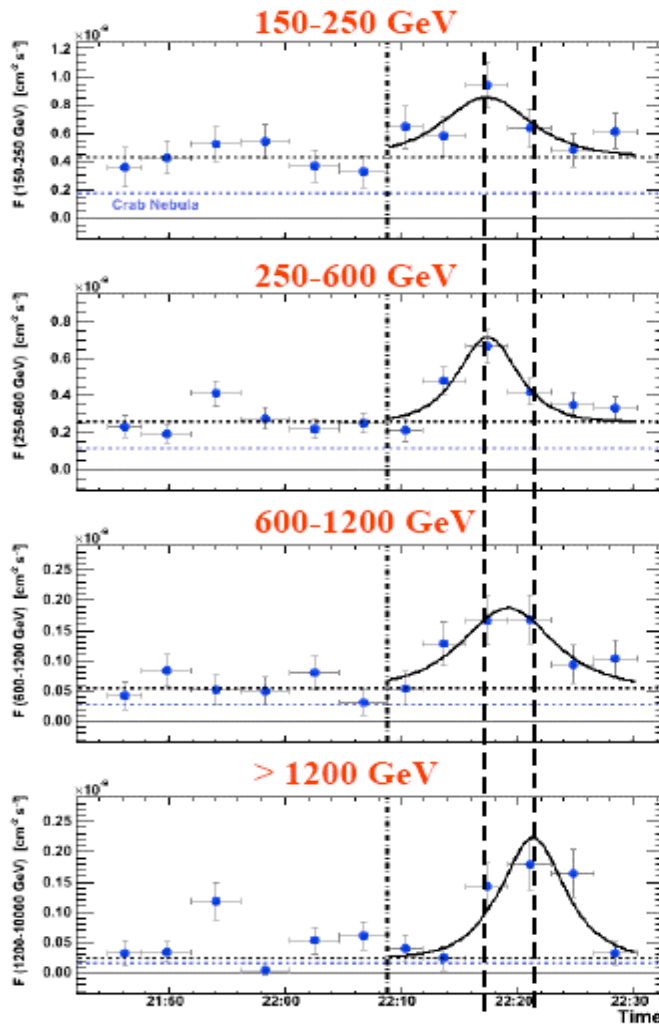 150-250 GeV
×10⁻⁹
F (150-250 GeV) [cm⁻² s⁻¹]
1.2
1.0
0.8
0.6
0.4
0.2
0.0
Crab Nebula
250-600 GeV
×10⁻⁹
F (250-600 GeV) [cm⁻² s⁻¹]
0.8
0.6
0.4
0.2
0.0
600-1200 GeV
×10⁻⁹
F (600-1200 GeV) [cm⁻² s⁻¹]
0.25
0.20
0.15
0.10
0.05
0.00
> 1200 GeV
×10⁻⁹
F (1200-10000 GeV) [cm⁻² s⁻¹]
0.25
0.20
0.15
0.10
0.05
0.00
21:50 22:00 22:10 22:20 22:30
Time